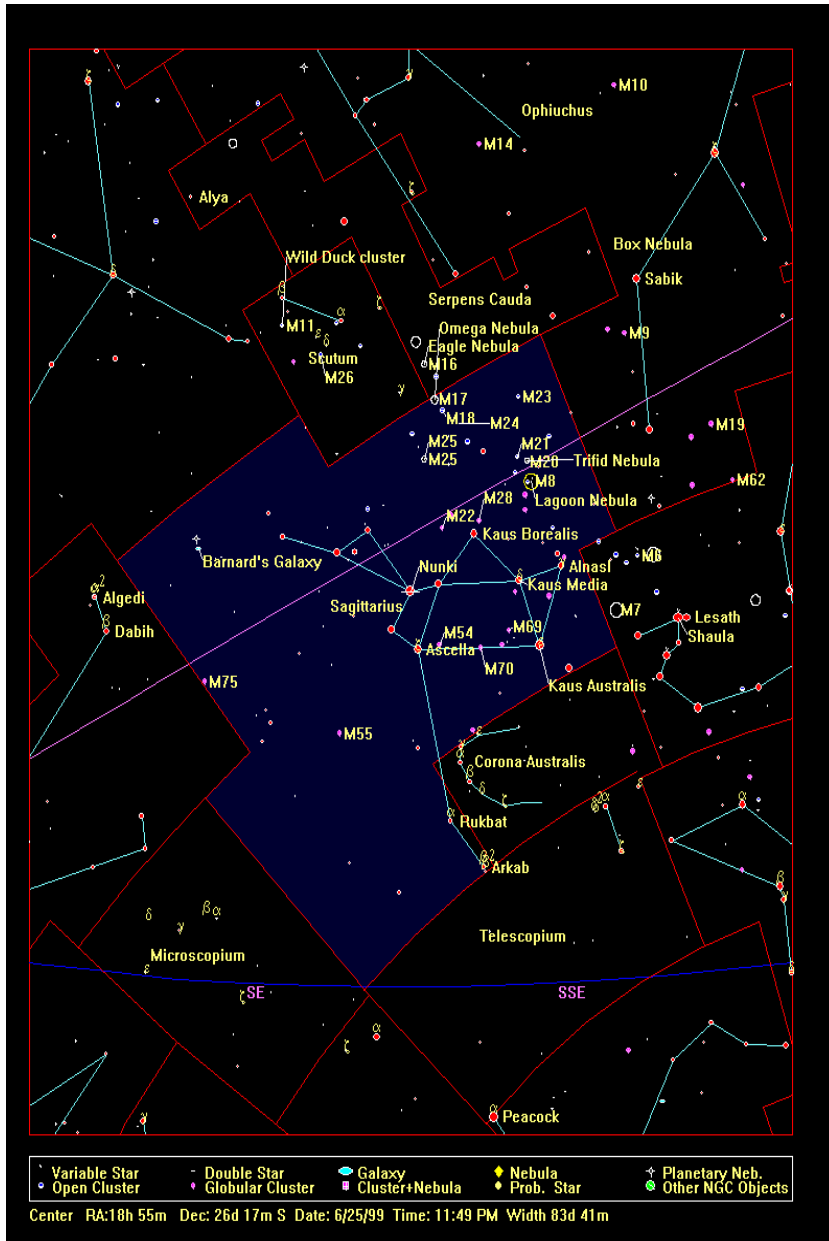 M10
Ophiuchus
M14
ζ
Alya
Box Nebula
Wild Duck cluster
Sabik
Serpens Cauda
M11
Omega Nebula
Eagle Nebula
M9
Scutum
M16
M26
M23
M17
M18
M24
M19
M25
M21
M25
M20
Trifid Nebula
M8
M62
Lagoon Nebula
M28
M22
Kaus Borealis
Barnard's Galaxy
M6
Nunki
Alnasl
Kaus Media
α2
Algedi
Sagittarius
M7
Lesath
β
Dabih
M54
M69
Shaula
Ascella
M70
M75
Kaus Australis
M55
Corona Australis
α
Rukbat
β2
Arkab
δ
β α
γ
Telescopium
Microscopium
ε
ζ
SE
SSE
α
ζ
α
Peacock
Variable Star
Double Star
Galaxy
Nebula
Planetary Neb.
Open Cluster
Globular Cluster
Cluster+Nebula
Prob. Star
Other NGC Objects
Center RA:18h 55m Dec: 26d 17m S Date: 6/25/99 Time: 11:49 PM Width 83d 41m